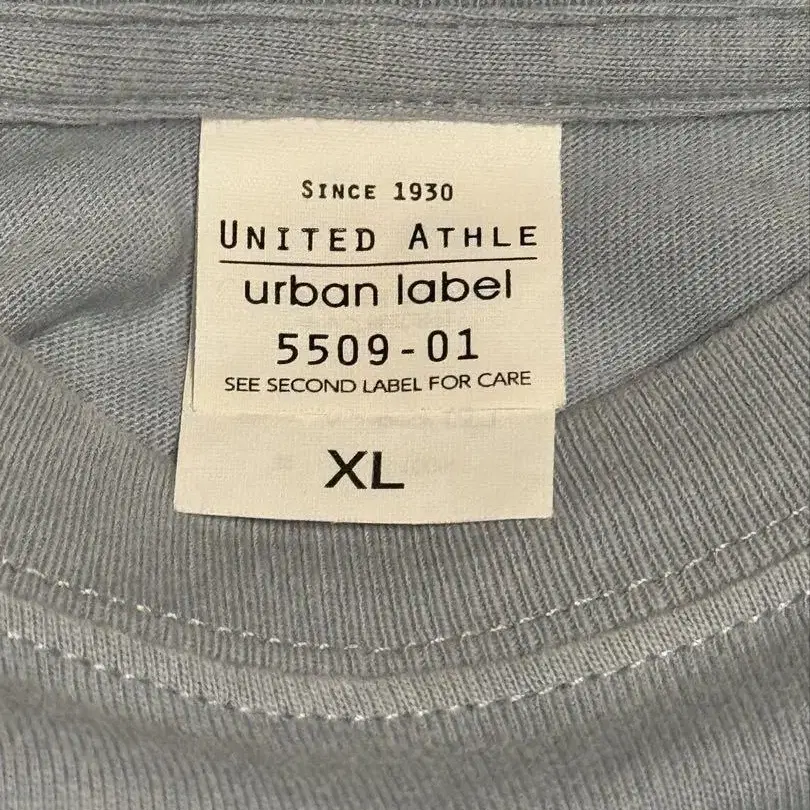 SINCE 1930
UNITED ATHLE
urban label
5509-01
SEE SECOND LABEL FOR CARE
XL